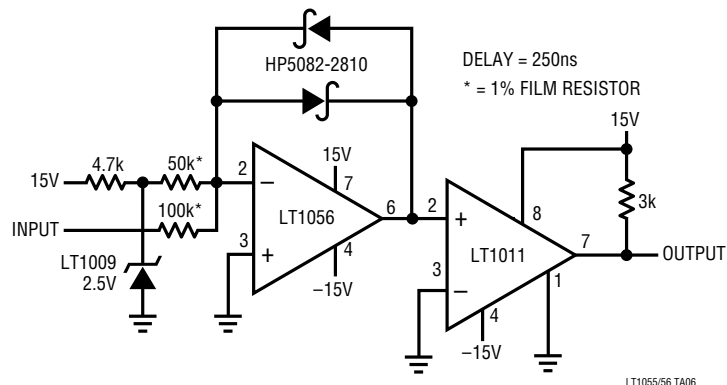 HP5082-2810
DELAY = 250ns
* = 1% FILM RESISTOR
15V
15V 4.7k 50k* 2 – 15V 7
8 3k
INPUT 100k* LT1056 6 2 + 7 OUTPUT
LT1009 3 + 4 LT1011
2.5V –15V 3 – 1
4
–15V
LT1055/56 TA06